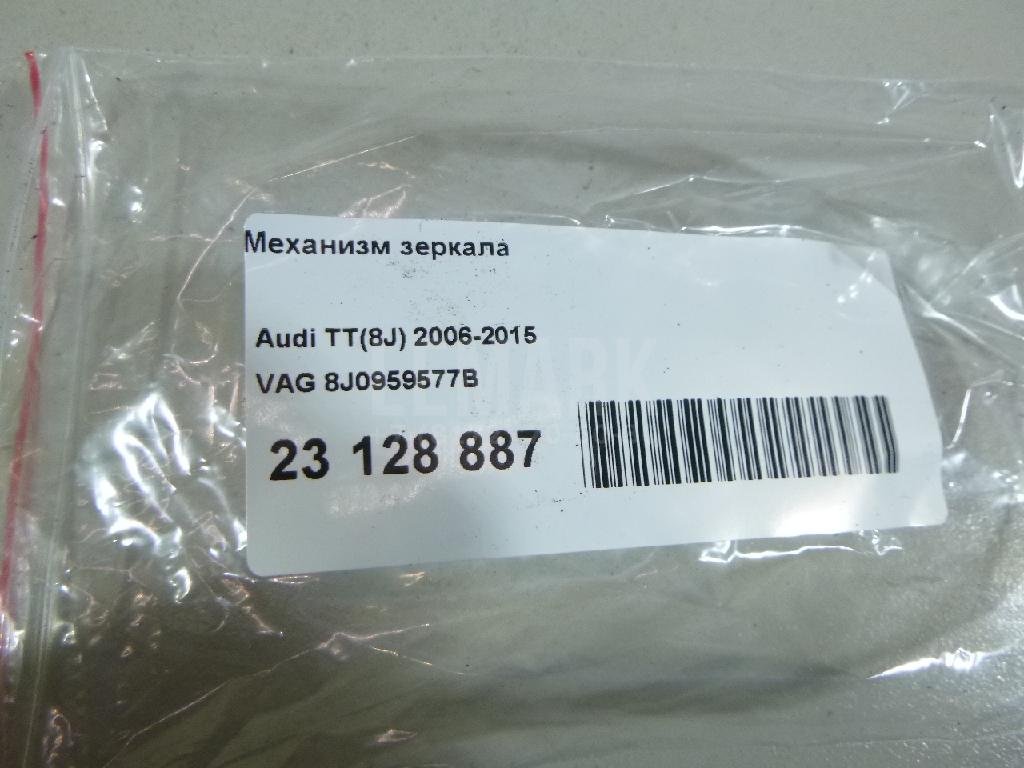 Механизм зеркала
Audi TT(8J) 2006-2015
VAG 8J0959577B
23 128 887